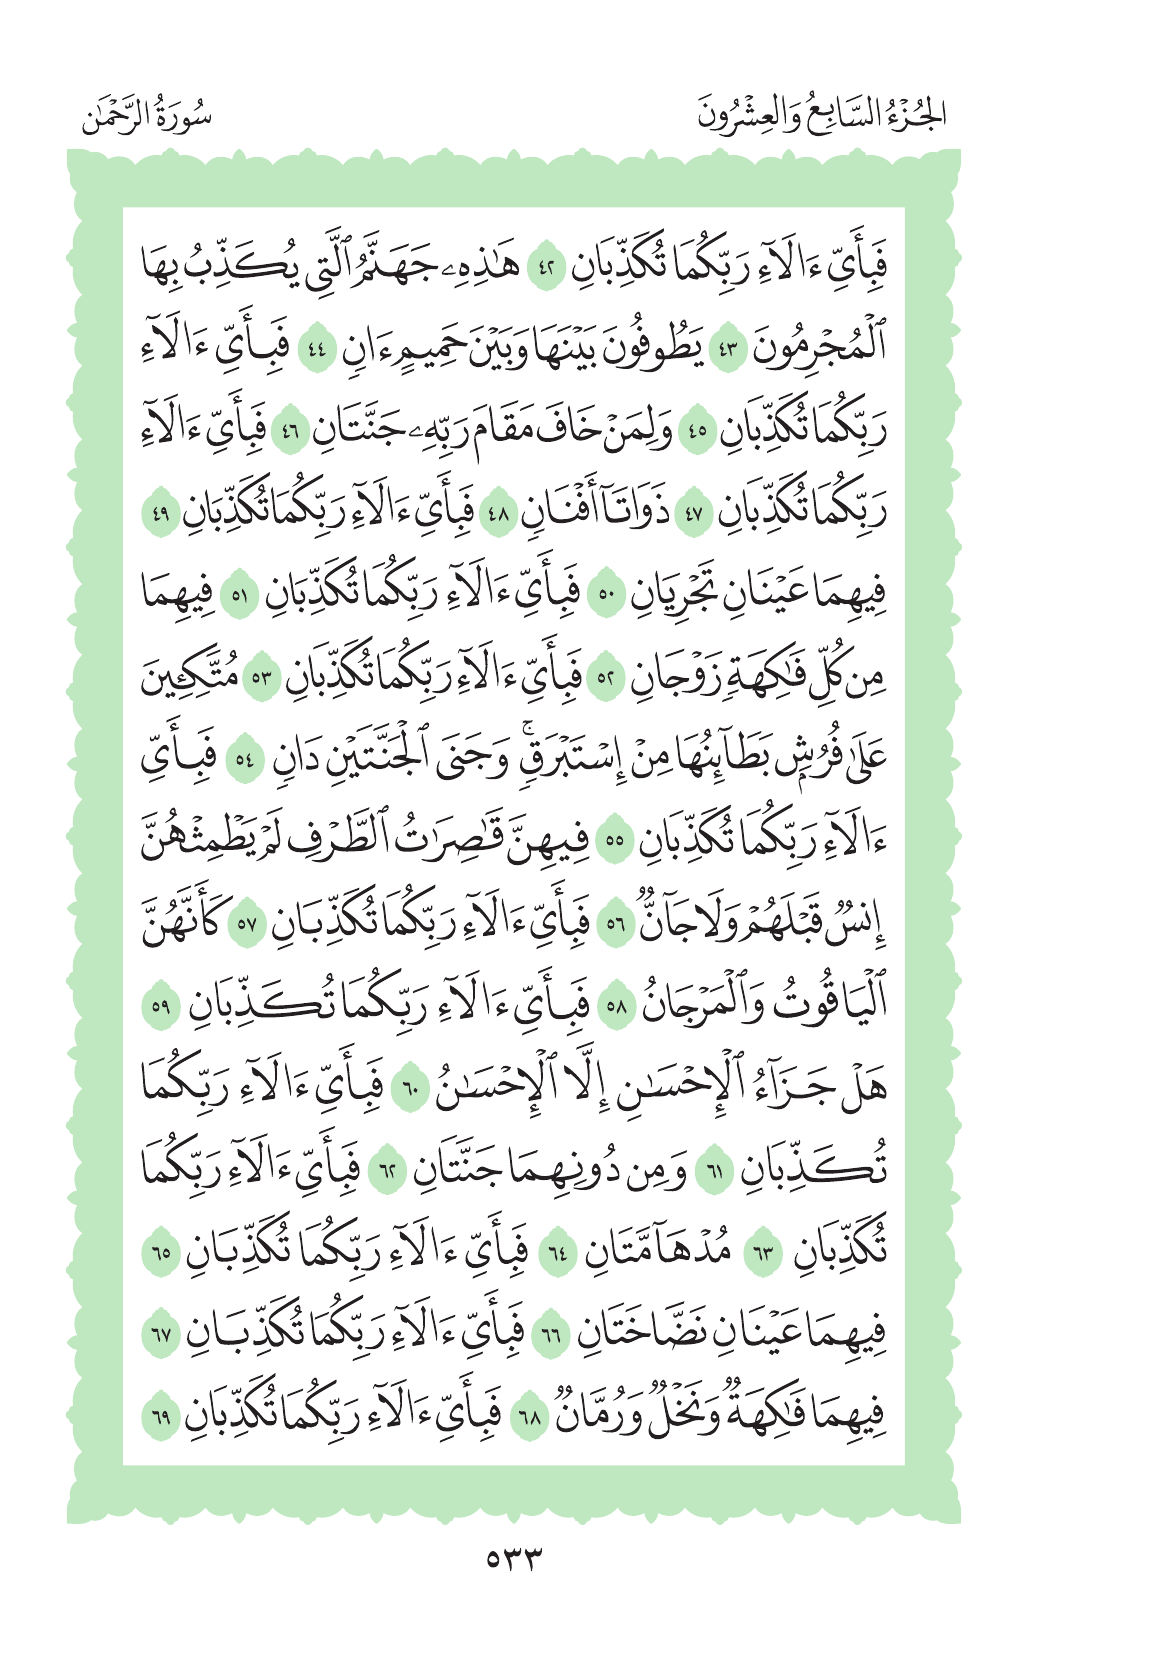 الجُزْءُ السَّابِعُ وَالعِشْرُونَ
سُورَةُ الرَّحْمَٰن
فَبِأَيِّ ءَالَآءِ رَبِّكُمَا تُكَذِّبَانِ ٤٢ هَٰذِهِۦ جَهَنَّمُ ٱلَّتِي يُكَذِّبُ بِهَا
ٱلْمُجْرِمُونَ ٤٣ يَطُوفُونَ بَيْنَهَا وَبَيْنَ حَمِيمٍ ءَانٍ ٤٤ فَبِأَيِّ ءَالَآءِ
رَبِّكُمَا تُكَذِّبَانِ ٤٥ وَلِمَنْ خَافَ مَقَامَ رَبِّهِۦ جَنَّتَانِ ٤٦ فَبِأَيِّ ءَالَآءِ
رَبِّكُمَا تُكَذِّبَانِ ٤٧ ذَوَاتَآ أَفْنَانٍ ٤٨ فَبِأَيِّ ءَالَآءِ رَبِّكُمَا تُكَذِّبَانِ ٤٩
فِيهِمَا عَيْنَانِ تَجْرِيَانِ ٥٠ فَبِأَيِّ ءَالَآءِ رَبِّكُمَا تُكَذِّبَانِ ٥١ فِيهِمَا
مِن كُلِّ فَٰكِهَةٍ زَوْجَانِ ٥٢ فَبِأَيِّ ءَالَآءِ رَبِّكُمَا تُكَذِّبَانِ ٥٣ مُتَّكِـِٔينَ
عَلَىٰ فُرُشٍۭ بَطَآئِنُهَا مِنْ إِسْتَبْرَقٍۚ وَجَنَى ٱلْجَنَّتَيْنِ دَانٍ ٥٤ فَبِأَيِّ
ءَالَآءِ رَبِّكُمَا تُكَذِّبَانِ ٥٥ فِيهِنَّ قَٰصِرَٰتُ ٱلطَّرْفِ لَمْ يَطْمِثْهُنَّ
إِنسٌ قَبْلَهُمْ وَلَا جَآنٌّ ٥٦ فَبِأَيِّ ءَالَآءِ رَبِّكُمَا تُكَذِّبَانِ ٥٧ كَأَنَّهُنَّ
ٱلْيَاقُوتُ وَٱلْمَرْجَانُ ٥٨ فَبِأَيِّ ءَالَآءِ رَبِّكُمَا تُكَذِّبَانِ ٥٩
هَلْ جَزَآءُ ٱلْإِحْسَٰنِ إِلَّا ٱلْإِحْسَٰنُ ٦٠ فَبِأَيِّ ءَالَآءِ رَبِّكُمَا
تُكَذِّبَانِ ٦١ وَمِن دُونِهِمَا جَنَّتَانِ ٦٢ فَبِأَيِّ ءَالَآءِ رَبِّكُمَا
تُكَذِّبَانِ ٦٣ مُدْهَآمَّتَانِ ٦٤ فَبِأَيِّ ءَالَآءِ رَبِّكُمَا تُكَذِّبَانِ ٦٥
فِيهِمَا عَيْنَانِ نَضَّاخَتَانِ ٦٦ فَبِأَيِّ ءَالَآءِ رَبِّكُمَا تُكَذِّبَانِ ٦٧
فِيهِمَا فَٰكِهَةٌ وَنَخْلٌ وَرُمَّانٌ ٦٨ فَبِأَيِّ ءَالَآءِ رَبِّكُمَا تُكَذِّبَانِ ٦٩
٥٣٣